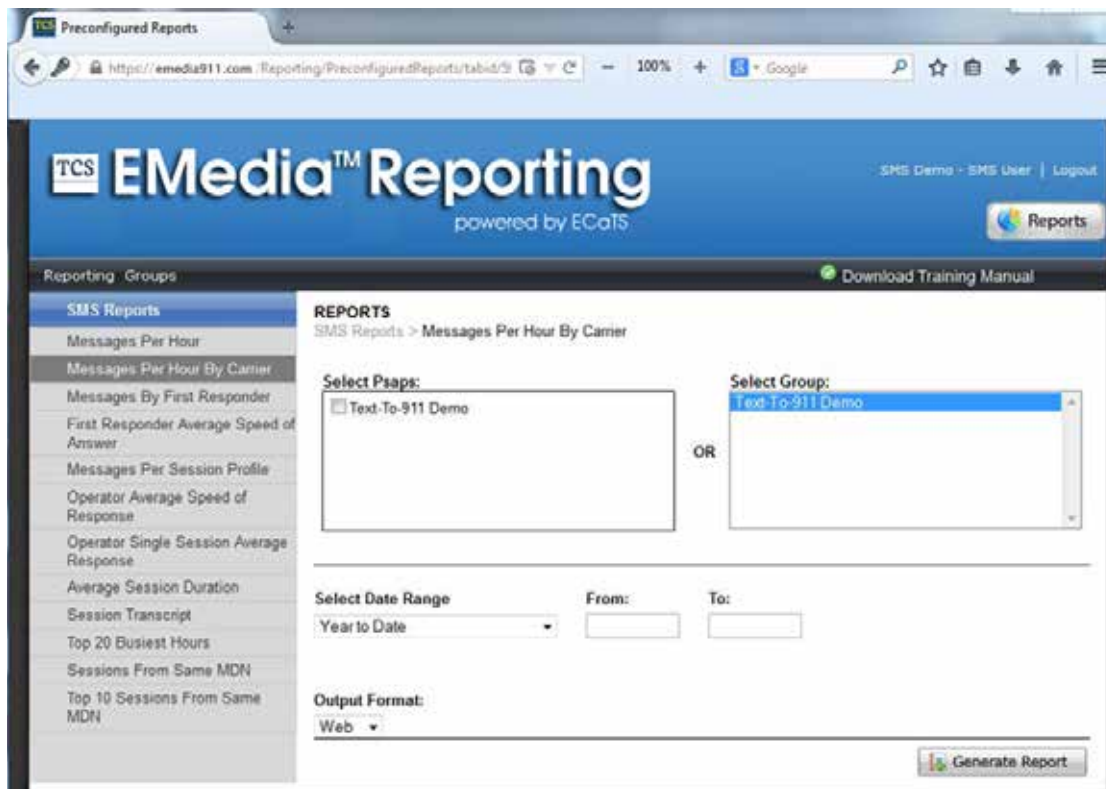 TCS Preconfigured Reports
https://emedia911.com/Reporting/PreconfiguredReports/tabid/
100%
Google
TCS EMedia™ Reporting
powered by ECaTS
SMS Demo - SMS User | Logout
Reports
Reporting Groups
Download Training Manual
SMS Reports
Messages Per Hour
Messages Per Hour By Carrier
Messages By First Responder
First Responder Average Speed of
Answer
Messages Per Session Profile
Operator Average Speed of
Response
Operator Single Session Average
Response
Average Session Duration
Session Transcript
Top 20 Busiest Hours
Sessions From Same MDN
Top 10 Sessions From Same
MDN
REPORTS
SMS Reports > Messages Per Hour By Carrier
Select Psaps:
Text-To-911 Demo
OR
Select Group:
Text-To-911 Demo
Select Date Range
From:
To:
Year to Date
Output Format:
Web
Generate Report